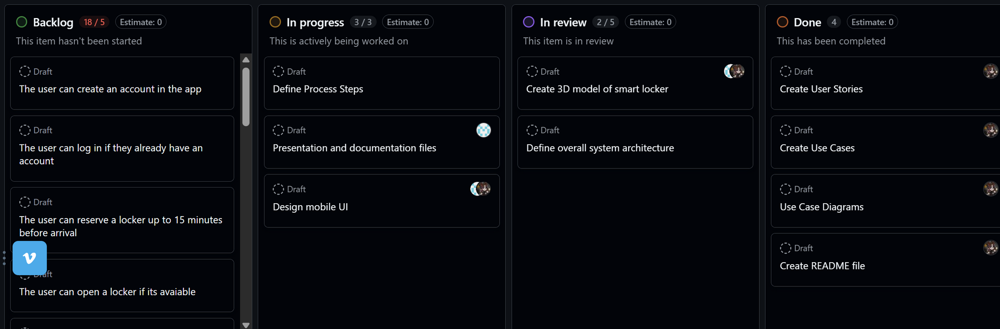 Backlog 18 / 5 Estimate: 0
This item hasn't been started
Draft
The user can create an account in the app
Draft
The user can log in if they already have an
account
Draft
The user can reserve a locker up to 15 minutes
before arrival
Draft
The user can open a locker if its avaiable
In progress 3 / 3 Estimate: 0
This is actively being worked on
Draft
Define Process Steps
Draft
Presentation and documentation files
Draft
Design mobile UI
In review 2 / 5 Estimate: 0
This item is in review
Draft
Create 3D model of smart locker
Draft
Define overall system architecture
Done 4 Estimate: 0
This has been completed
Draft
Create User Stories
Draft
Create Use Cases
Draft
Use Case Diagrams
Draft
Create README file